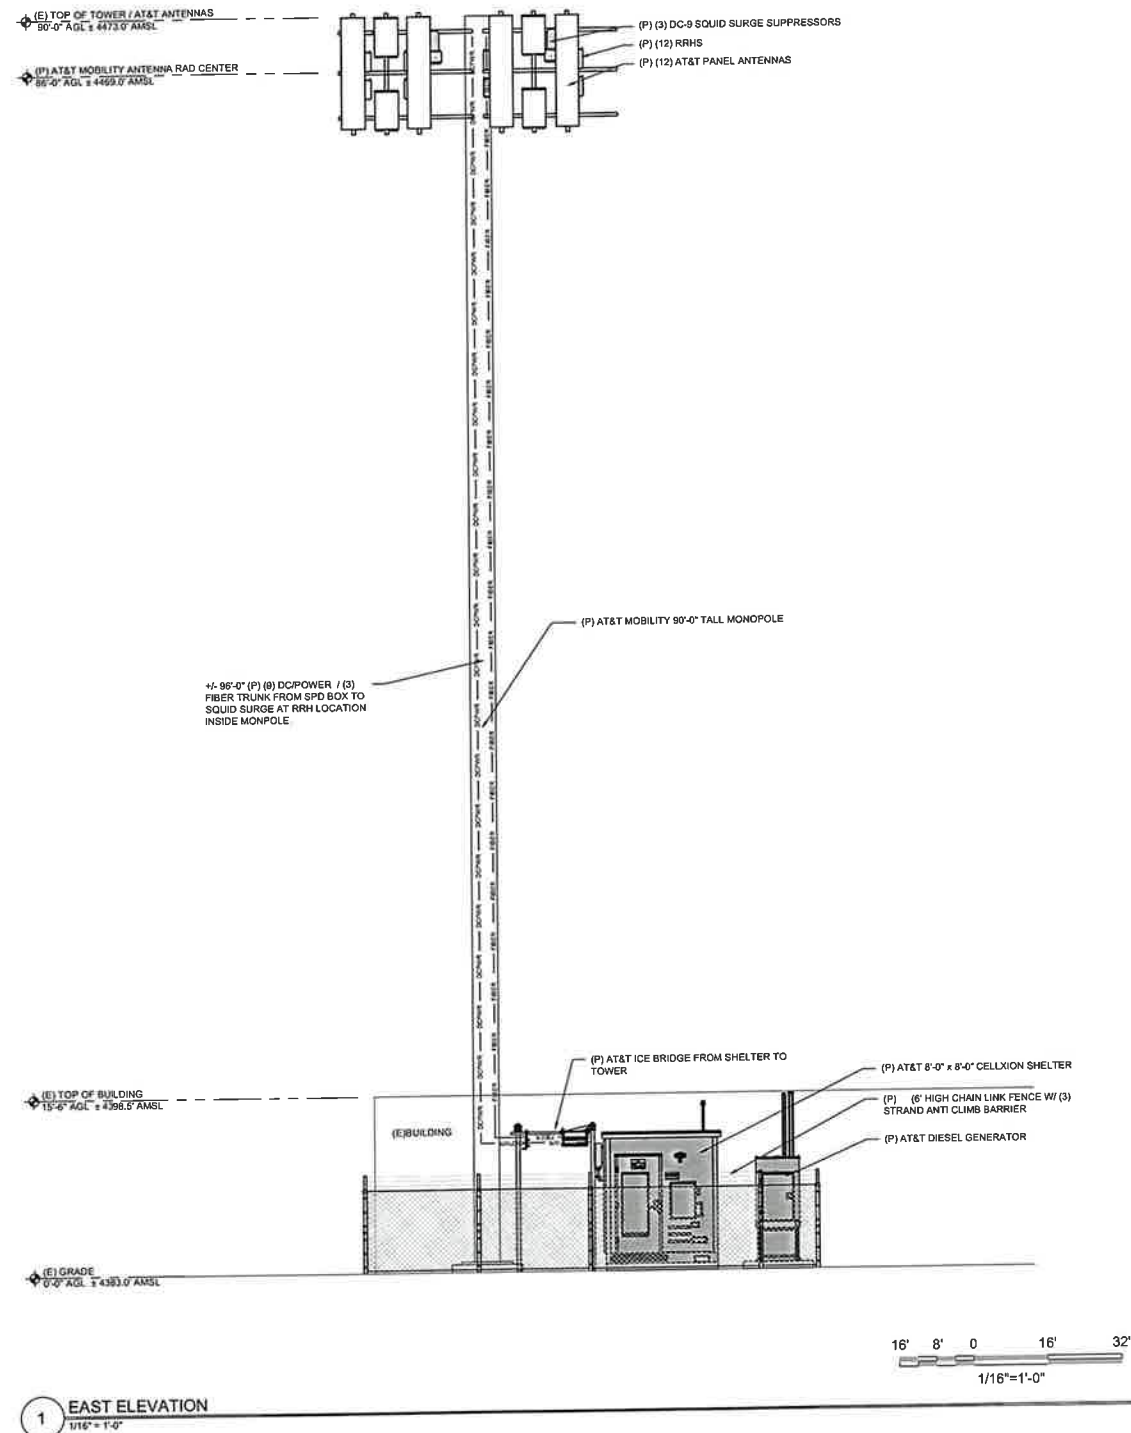 (E) TOP OF TOWER / AT&T ANTENNAS
90'-0" AGL ± 4473.0' AMSL
(P) AT&T MOBILITY ANTENNA RAD CENTER
86'-0" AGL ± 4469.0' AMSL
(P) (3) DC-9 SQUID SURGE SUPPRESSORS
(P) (12) RRHS
(P) (12) AT&T PANEL ANTENNAS
(P) AT&T MOBILITY 90'-0" TALL MONOPOLE
+/- 96'-0" (P) (9) DC/POWER / (3)
FIBER TRUNK FROM SPD BOX TO
SQUID SURGE AT RRH LOCATION
INSIDE MONPOLE
DC/PWR
FIBER
(P) AT&T ICE BRIDGE FROM SHELTER TO
TOWER
(P) AT&T 8'-0" x 8'-0" CELLXION SHELTER
(P) (6' HIGH CHAIN LINK FENCE W/ (3)
STRAND ANTI CLIMB BARRIER
(P) AT&T DIESEL GENERATOR
(E) TOP OF BUILDING
15'-6" AGL ± 4398.5' AMSL
(E)BUILDING
(E) GRADE
0'-0" AGL ± 4383.0' AMSL
16' 8' 0 16' 32'
1/16"=1'-0"
1 EAST ELEVATION
1/16" = 1'-0"